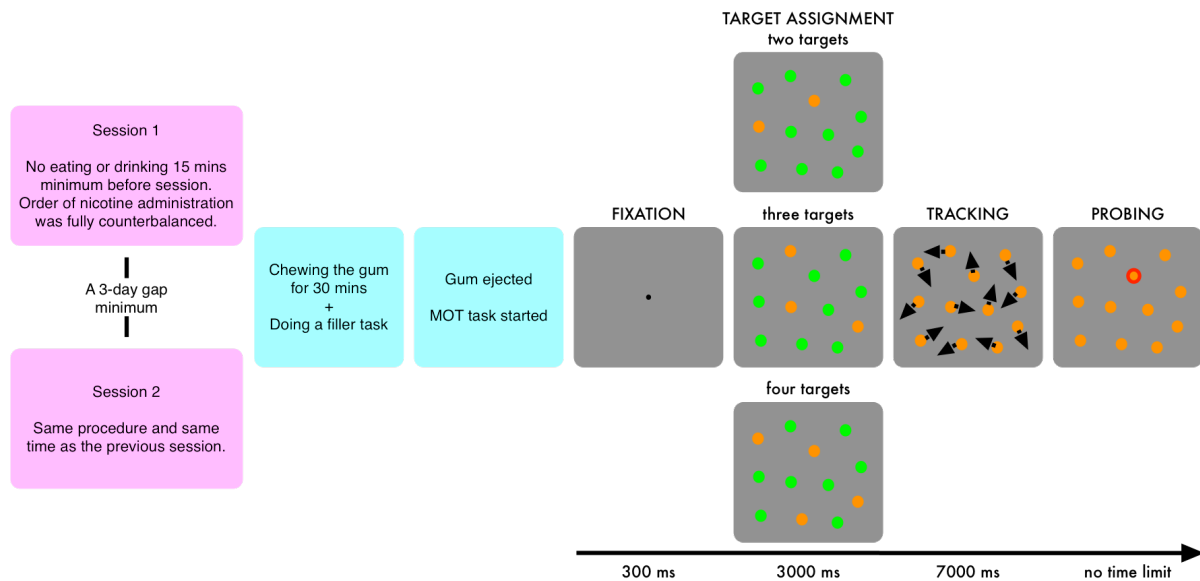 TARGET ASSIGNMENT
two targets
Session 1
No eating or drinking 15 mins
minimum before session.
Order of nicotine administration
was fully counterbalanced.
A 3-day gap
minimum
Session 2
Same procedure and same
time as the previous session.
Chewing the gum
for 30 mins
+
Doing a filler task
Gum ejected
MOT task started
FIXATION
three targets
TRACKING
PROBING
four targets
300 ms
3000 ms
7000 ms
no time limit